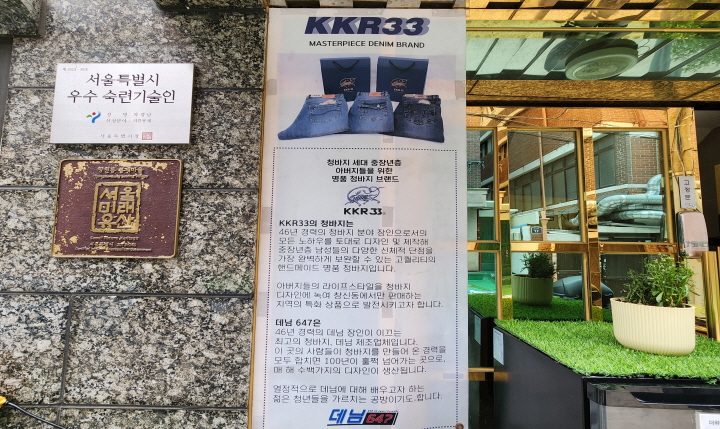 서울특별시
우수 숙련기술인
서울특별시장
서울
미래
유산
KKR33
MASTERPIECE DENIM BRAND
청바지 세대 중장년층
아버지들을 위한
명품 청바지 브랜드
KKR33
KKR33의 청바지는
46년 경력의 청바지 분야 장인으로서의
모든 노하우를 토대로 디자인 및 제작해
중장년층 남성들의 다양한 신체적 단점을
가장 완벽하게 보완할 수 있는 고퀄리티의
핸드메이드 명품 청바지입니다.
아버지들의 라이프스타일을 청바지
디자인에 녹여 창신동에서만 판매하는
지역의 특화 상품으로 발전시키고자 합니다.
데님 647은
46년 경력의 데님 장인이 이끄는
최고의 청바지, 데님 제조업체입니다.
이 곳의 사람들이 청바지를 만들어 온 경력을
모두 합치면 100년이 훌쩍 넘어가는 곳으로,
매 해 수백가지의 디자인이 생산됩니다.
열정적으로 데님에 대해 배우고자 하는
젊은 청년들을 가르치는 공방이기도 합니다.
데님 647
고정문